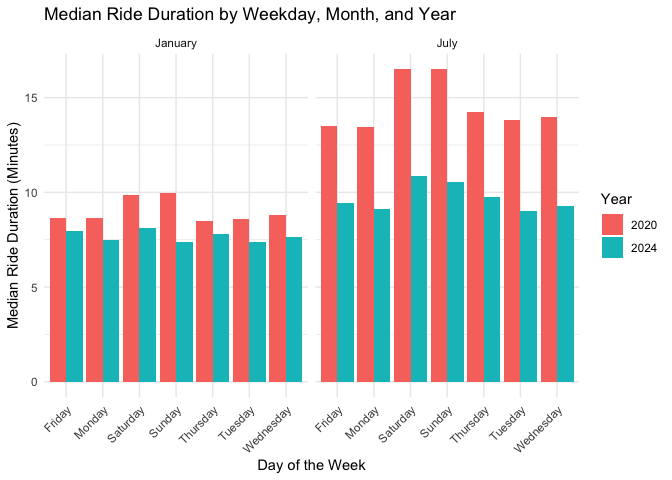 Median Ride Duration by Weekday, Month, and Year
January
July
Median Ride Duration (Minutes)
15
10
5
0
Friday
Monday
Saturday
Sunday
Thursday
Tuesday
Wednesday
Friday
Monday
Saturday
Sunday
Thursday
Tuesday
Wednesday
Day of the Week
Year
2020
2024